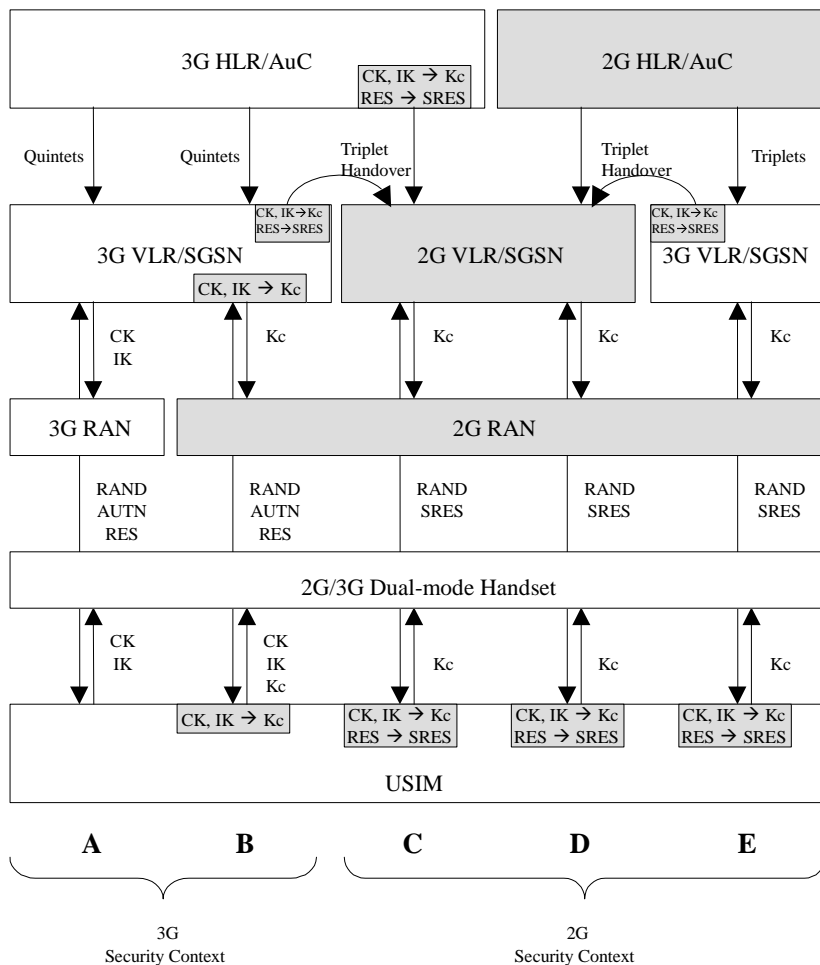 3G HLR/AuC
CK, IK → Kc
RES → SRES
2G HLR/AuC
Quintets
Quintets
Triplet
Handover
Triplet
Handover
Triplets
CK, IK→Kc
RES→SRES
3G VLR/SGSN
CK, IK → Kc
2G VLR/SGSN
CK, IK→Kc
RES→SRES
3G VLR/SGSN
CK
IK
Kc
Kc
Kc
Kc
3G RAN
2G RAN
RAND
AUTN
RES
RAND
AUTN
RES
RAND
SRES
RAND
SRES
RAND
SRES
2G/3G Dual-mode Handset
CK
IK
CK
IK
Kc
Kc
Kc
Kc
CK, IK → Kc
CK, IK → Kc
RES → SRES
CK, IK → Kc
RES → SRES
CK, IK → Kc
RES → SRES
USIM
A
B
C
D
E
3G
Security Context
2G
Security Context